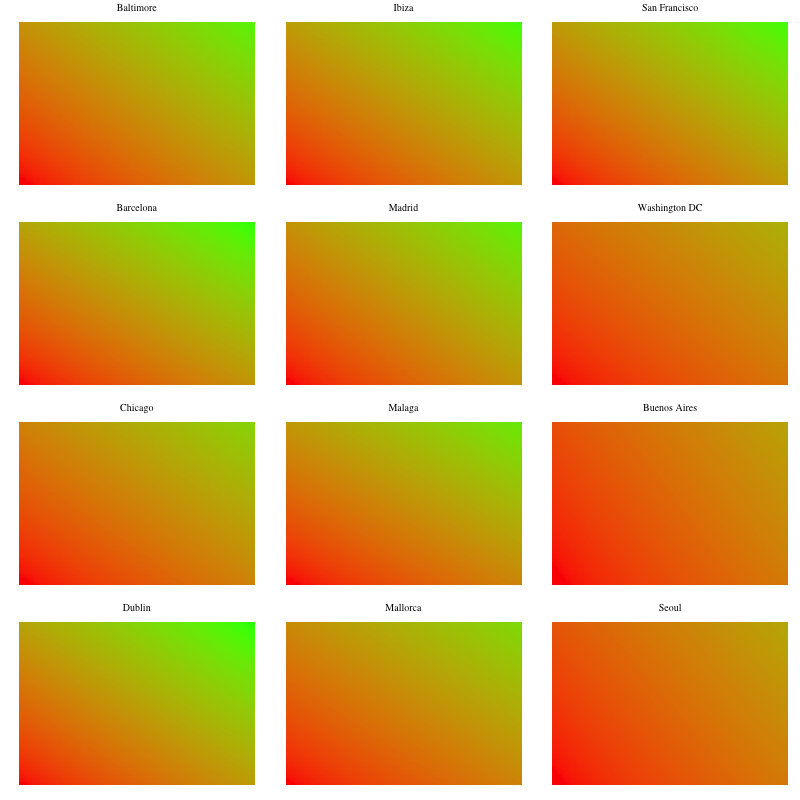 Baltimore
Ibiza
San Francisco
Barcelona
Madrid
Washington DC
Chicago
Malaga
Buenos Aires
Dublin
Mallorca
Seoul